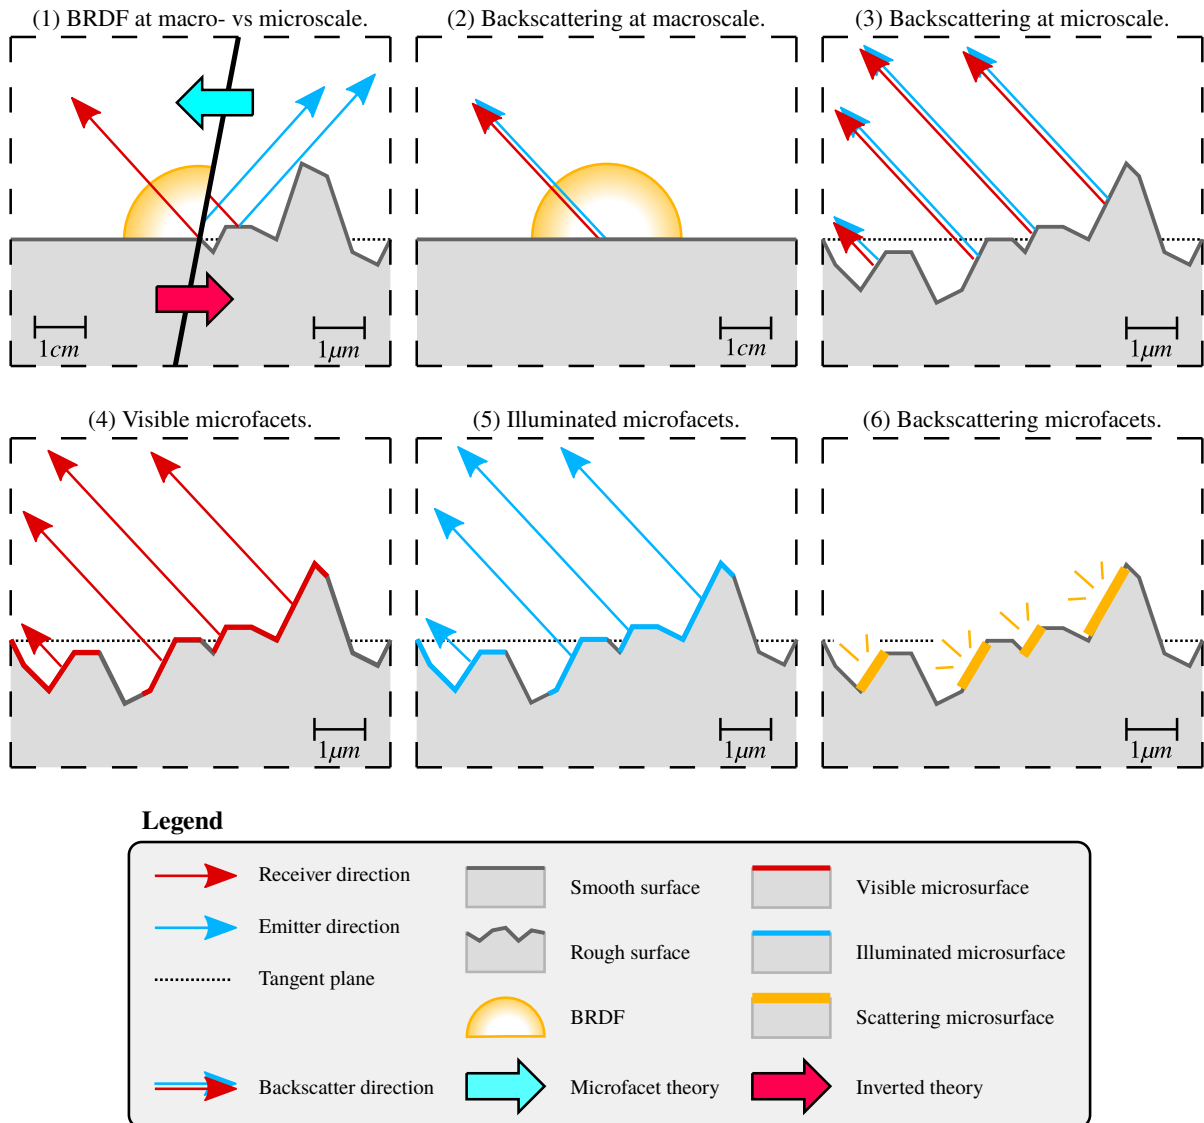 (1) BRDF at macro- vs microscale.
(2) Backscattering at macroscale.
(3) Backscattering at microscale.
1cm
1μm
1cm
1μm
(4) Visible microfacets.
(5) Illuminated microfacets.
(6) Backscattering microfacets.
1μm
1μm
1μm
Legend
Receiver direction
Smooth surface
Visible microsurface
Emitter direction
Rough surface
Illuminated microsurface
Tangent plane
BRDF
Scattering microsurface
Backscatter direction
Microfacet theory
Inverted theory